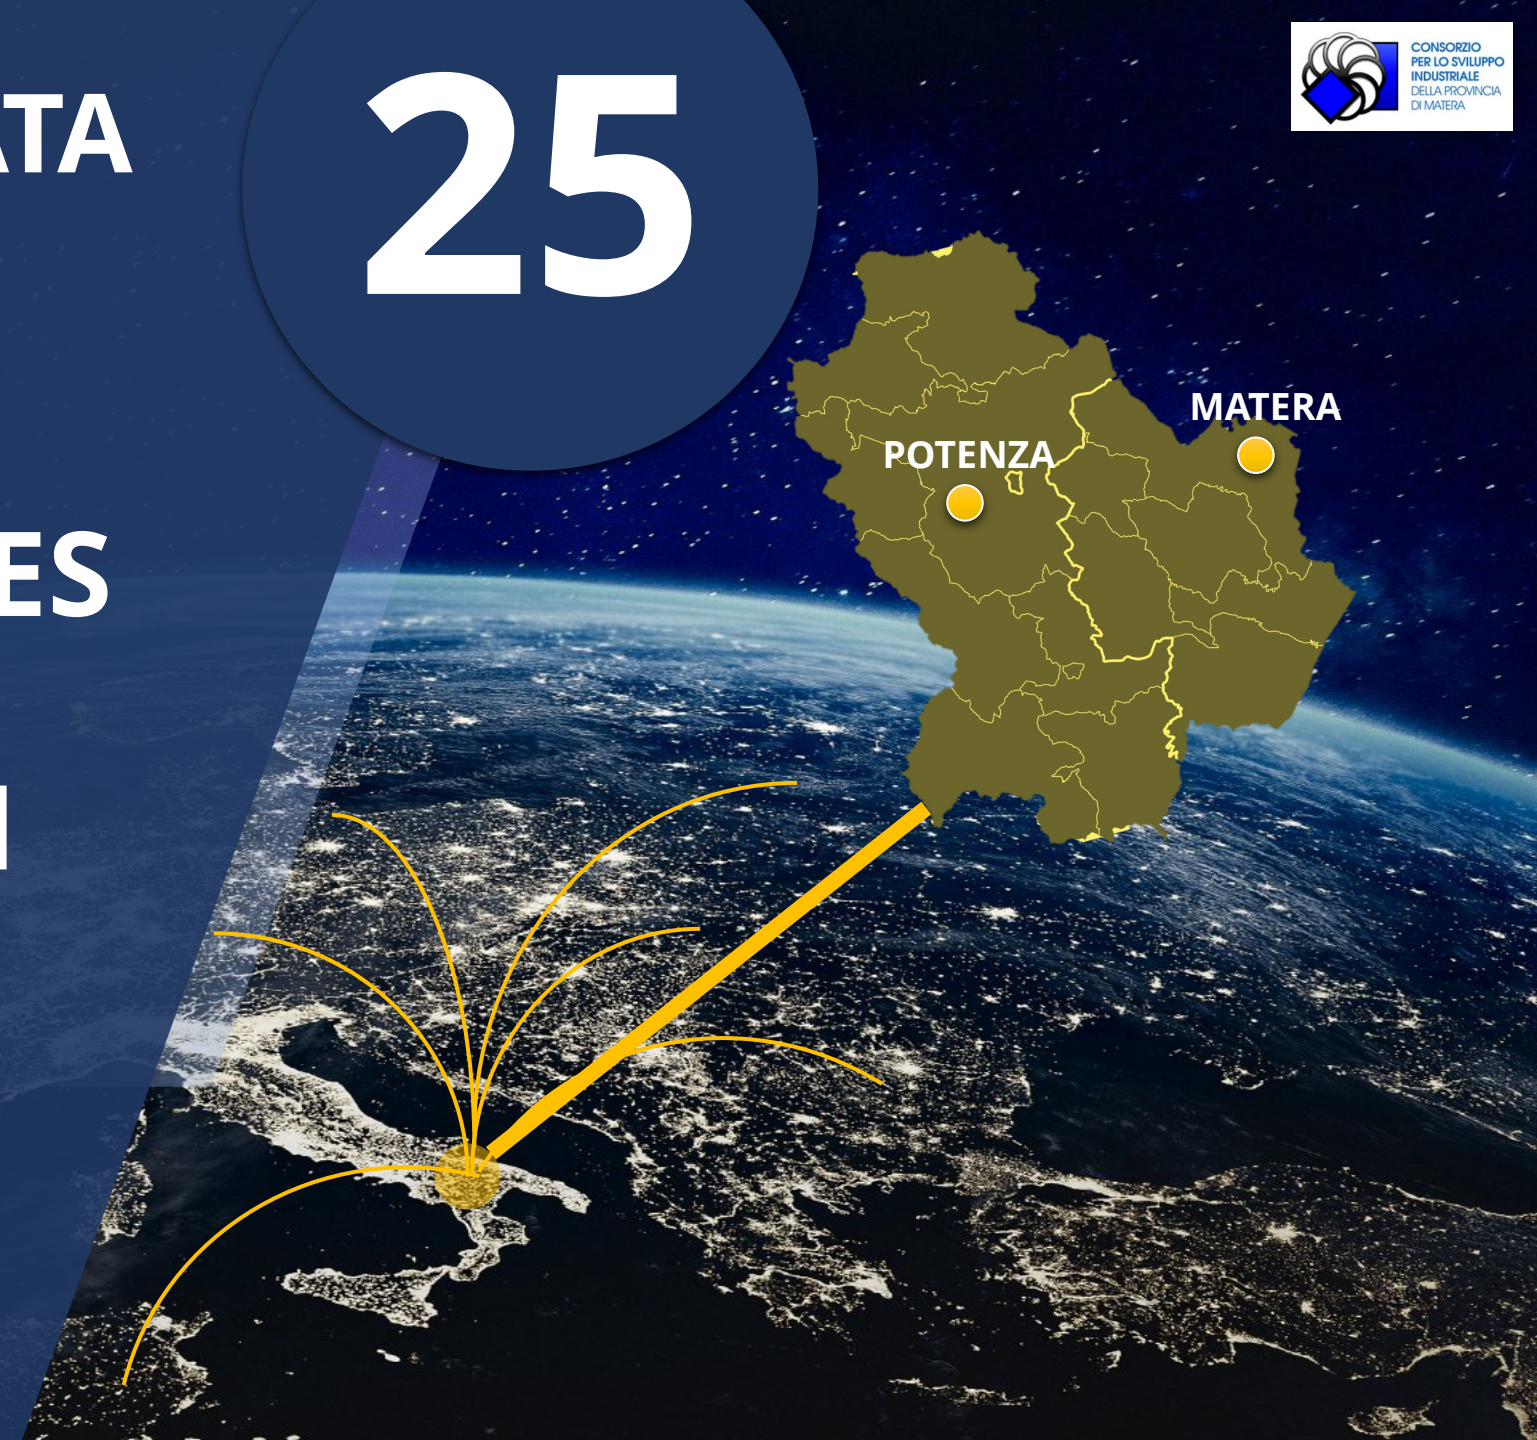 ATA
25
ES
CONSORZIO
PER LO SVILUPPO
INDUSTRIALE
DELLA PROVINCIA
DI MATERA
MATERA
POTENZA